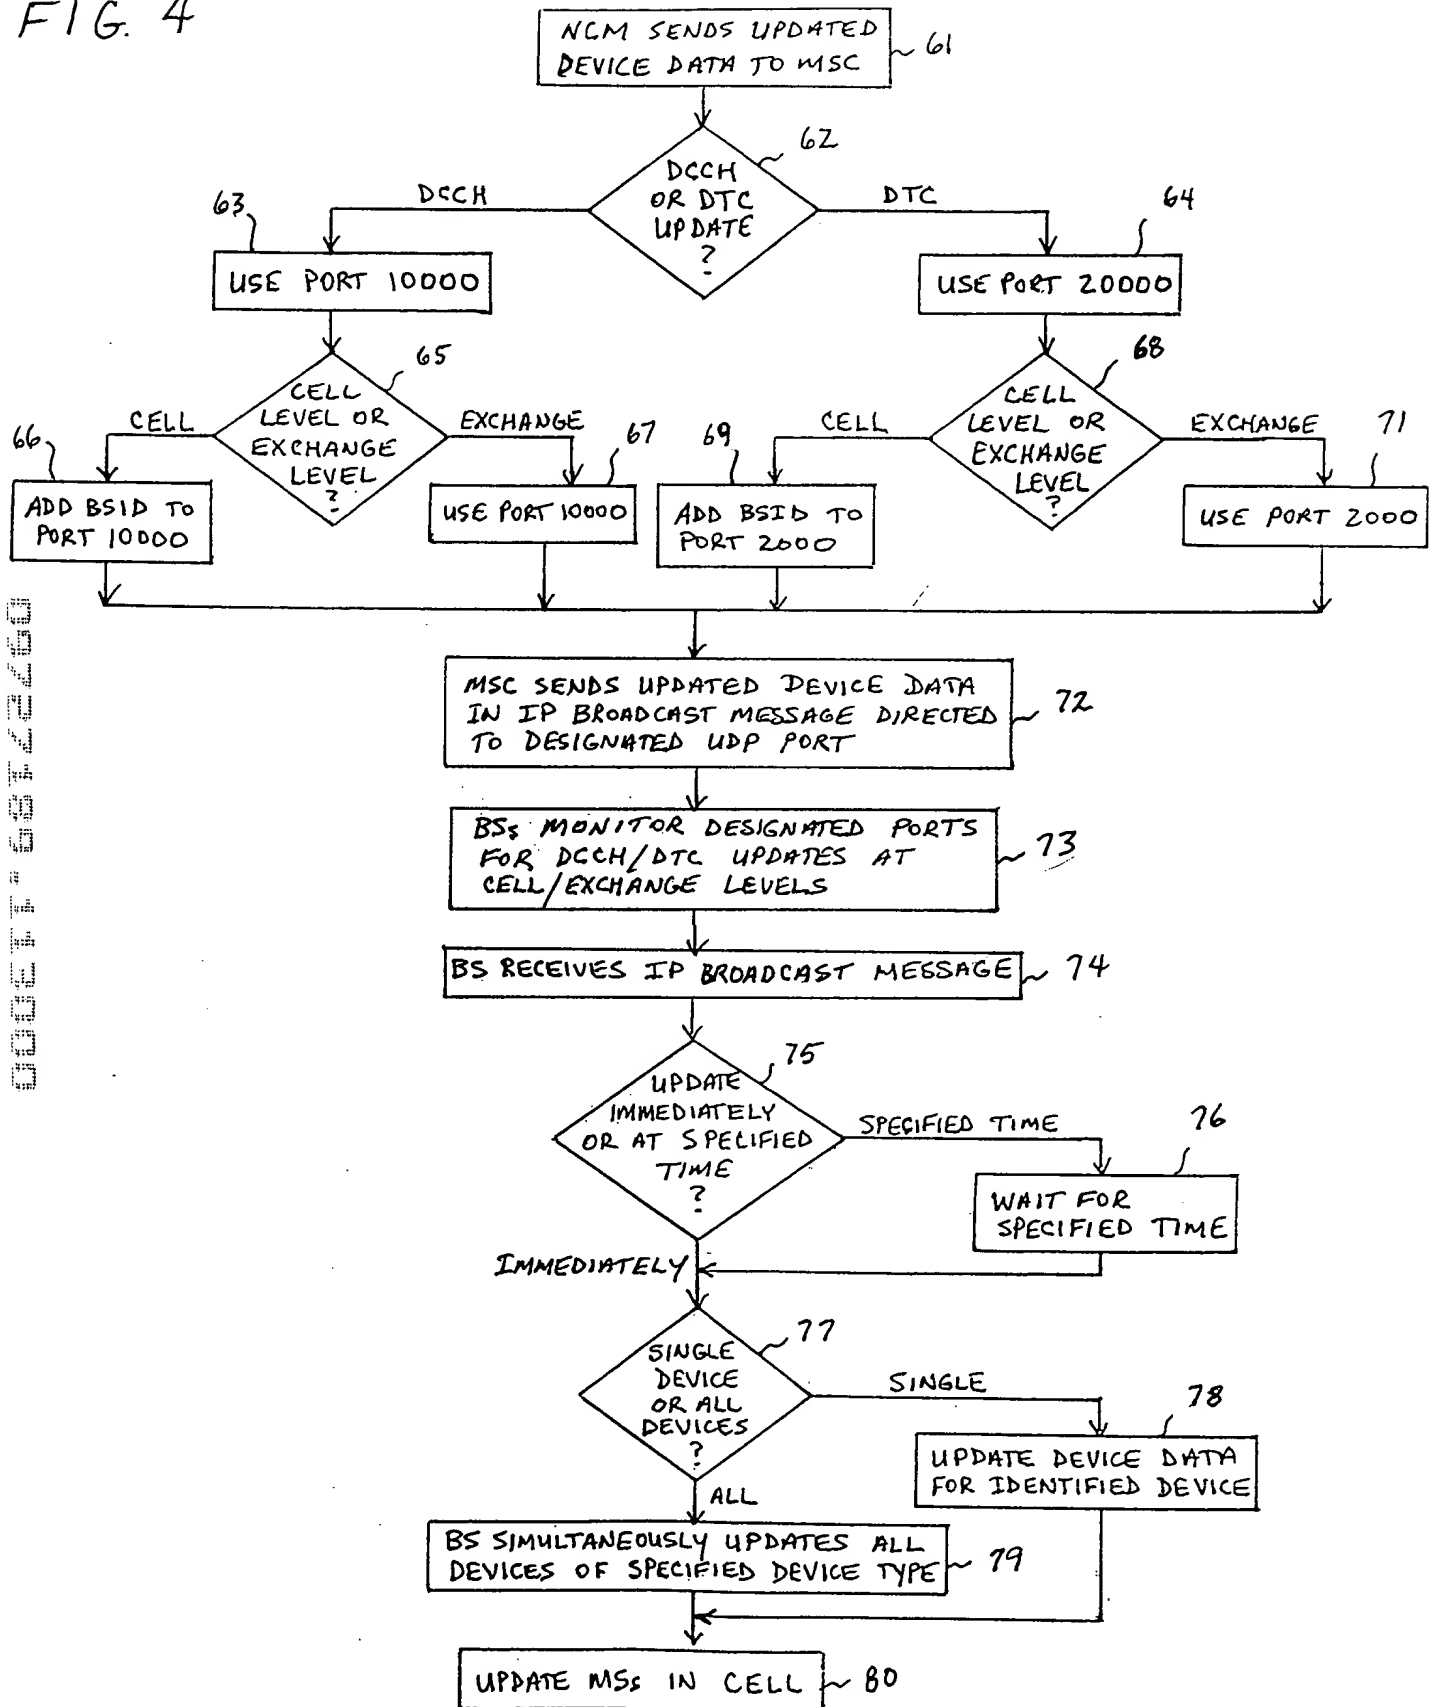 FIG. 4
NCM SENDS UPDATED
DEVICE DATA TO MSC
61
62
DCCH
OR DTC
UPDATE
?
DCCH
DTC
63
64
USE PORT 10000
USE PORT 20000
65
68
CELL
LEVEL OR
EXCHANGE
LEVEL
?
CELL
EXCHANGE
CELL
LEVEL OR
EXCHANGE
LEVEL
?
CELL
EXCHANGE
66
67
69
71
ADD BSID TO
PORT 10000
USE PORT 10000
ADD BSID TO
PORT 2000
USE PORT 2000
MSC SENDS UPDATED DEVICE DATA
IN IP BROADCAST MESSAGE DIRECTED
TO DESIGNATED UDP PORT
72
BSs MONITOR DESIGNATED PORTS
FOR DCCH/DTC UPDATES AT
CELL/EXCHANGE LEVELS
73
BS RECEIVES IP BROADCAST MESSAGE
74
75
UPDATE
IMMEDIATELY
OR AT SPECIFIED
TIME
?
SPECIFIED TIME
76
WAIT FOR
SPECIFIED TIME
IMMEDIATELY
77
SINGLE
DEVICE
OR ALL
DEVICES
?
SINGLE
78
UPDATE DEVICE DATA
FOR IDENTIFIED DEVICE
ALL
BS SIMULTANEOUSLY UPDATES ALL
DEVICES OF SPECIFIED DEVICE TYPE
79
UPDATE MSs IN CELL
80